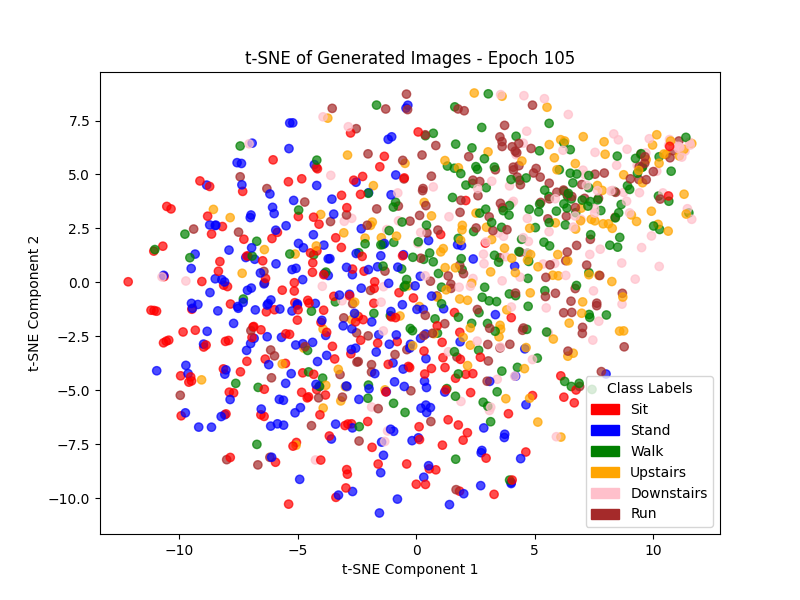 t-SNE of Generated Images - Epoch 105
t-SNE Component 2
7.5
5.0
2.5
0.0
−2.5
−5.0
−7.5
−10.0
−10
−5
0
5
10
t-SNE Component 1
Class Labels
Sit
Stand
Walk
Upstairs
Downstairs
Run